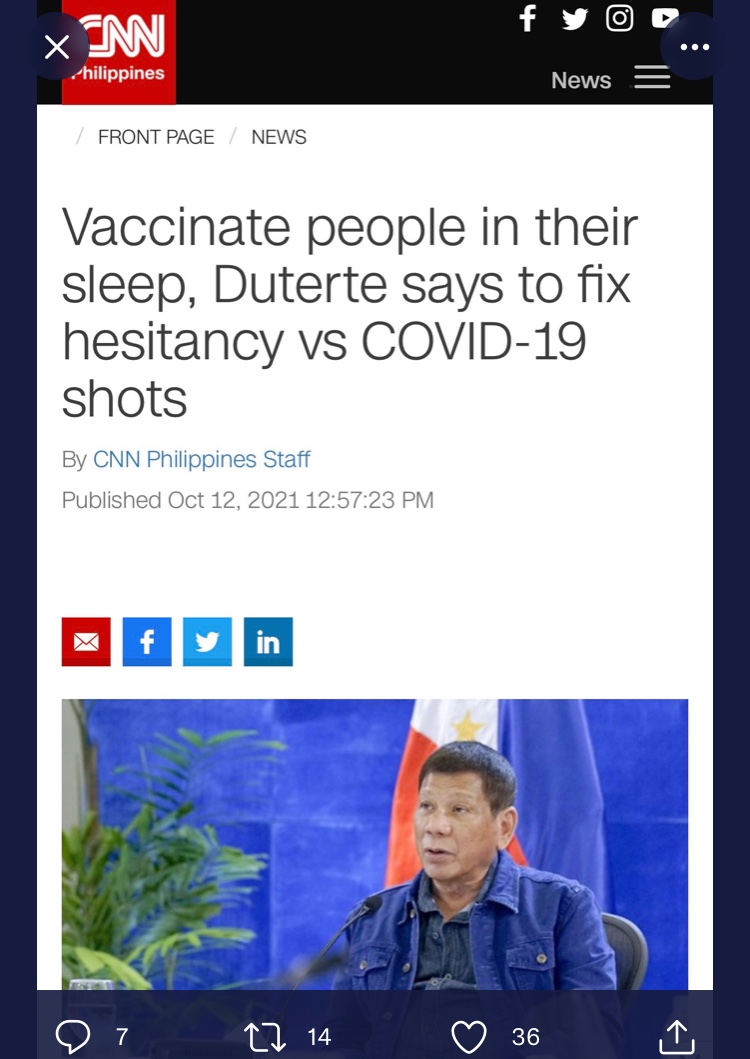 CNN
Philippines
News
/ FRONT PAGE / NEWS
Vaccinate people in their
sleep, Duterte says to fix
hesitancy vs COVID-19
shots
By CNN Philippines Staff
Published Oct 12, 2021 12:57:23 PM
7 14 36